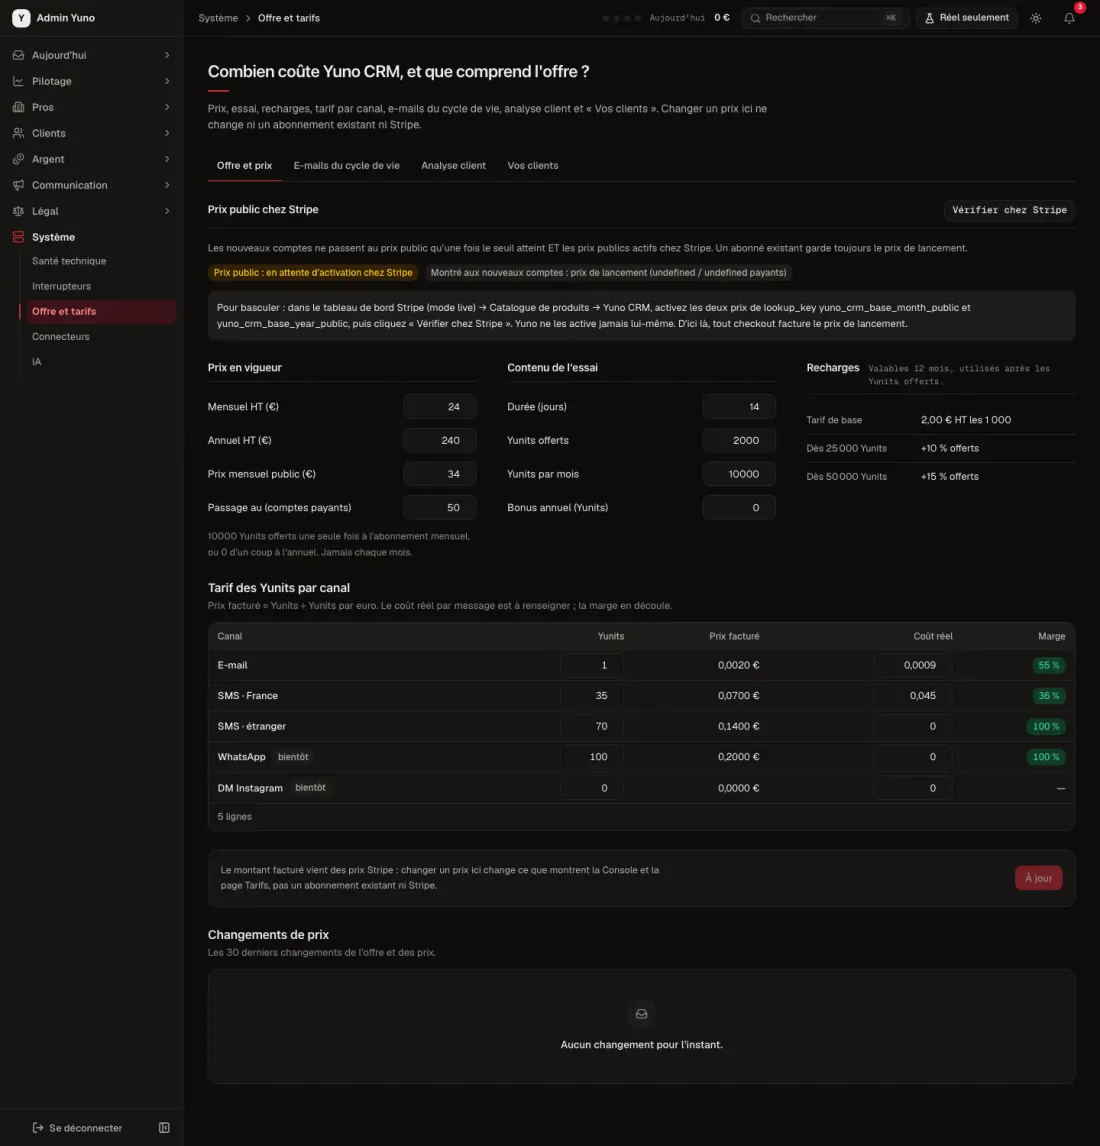 Y Admin Yuno
Système > Offre et tarifs
Aujourd'hui 0 €
Rechercher ⌘K
Réel seulement
3
Aujourd'hui
Pilotage
Pros
Clients
Argent
Communication
Légal
Système
Santé technique
Interrupteurs
Offre et tarifs
Connecteurs
IA
Se déconnecter
Combien coûte Yuno CRM, et que comprend l'offre ?
Prix, essai, recharges, tarif par canal, e-mails du cycle de vie, analyse client et « Vos clients ». Changer un prix ici ne
change ni un abonnement existant ni Stripe.
Offre et prix E-mails du cycle de vie Analyse client Vos clients
Prix public chez Stripe
Vérifier chez Stripe
Les nouveaux comptes ne passent au prix public qu'une fois le seuil atteint ET les prix publics actifs chez Stripe. Un abonné existant garde toujours le prix de lancement.
Prix public : en attente d'activation chez Stripe
Montré aux nouveaux comptes : prix de lancement (undefined / undefined payants)
Pour basculer : dans le tableau de bord Stripe (mode live) → Catalogue de produits → Yuno CRM, activez les deux prix de lookup_key yuno_crm_base_month_public et
yuno_crm_base_year_public, puis cliquez « Vérifier chez Stripe ». Yuno ne les active jamais lui-même. D'ici là, tout checkout facture le prix de lancement.
Prix en vigueur
Mensuel HT (€) 24
Annuel HT (€) 240
Prix mensuel public (€) 34
Passage au (comptes payants) 50
10000 Yunits offerts une seule fois à l'abonnement mensuel,
ou 0 d'un coup à l'annuel. Jamais chaque mois.
Contenu de l'essai
Durée (jours) 14
Yunits offerts 2000
Yunits par mois 10000
Bonus annuel (Yunits) 0
Recharges Valables 12 mois, utilisés après les
Yunits offerts.
Tarif de base 2,00 € HT les 1 000
Dès 25 000 Yunits +10 % offerts
Dès 50 000 Yunits +15 % offerts
Tarif des Yunits par canal
Prix facturé = Yunits ÷ Yunits par euro. Le coût réel par message est à renseigner ; la marge en découle.
Canal Yunits Prix facturé Coût réel Marge
E-mail 1 0,0020 € 0,0009 55 %
SMS · France 35 0,0700 € 0,045 36 %
SMS · étranger 70 0,1400 € 0 100 %
WhatsApp bientôt 100 0,2000 € 0 100 %
DM Instagram bientôt 0 0,0000 € 0 —
5 lignes
Le montant facturé vient des prix Stripe : changer un prix ici change ce que montrent la Console et la
page Tarifs, pas un abonnement existant ni Stripe.
À jour
Changements de prix
Les 30 derniers changements de l'offre et des prix.
Aucun changement pour l'instant.